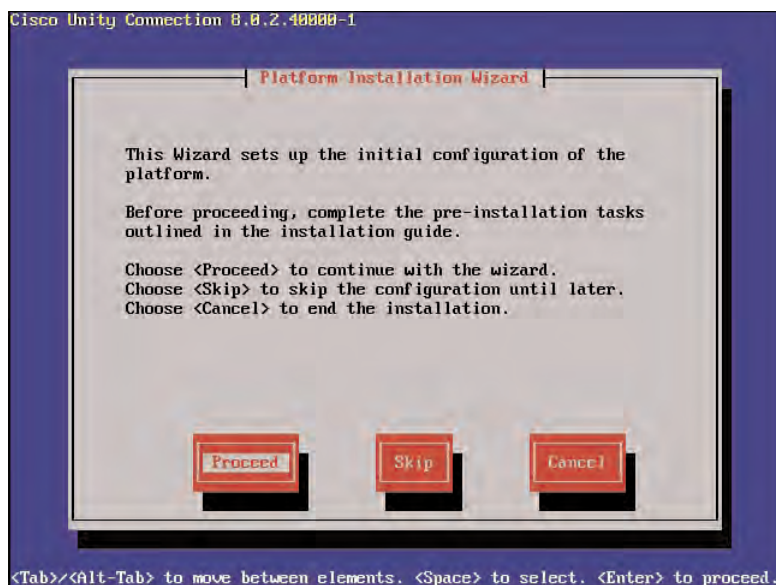 Cisco Unity Connection 8.0.2.40000-1
Platform Installation Wizard
This Wizard sets up the initial configuration of the
platform.
Before proceeding, complete the pre-installation tasks
outlined in the installation guide.
Choose <Proceed> to continue with the wizard.
Choose <Skip> to skip the configuration until later.
Choose <Cancel> to end the installation.
Proceed Skip Cancel
<Tab>/<Alt-Tab> to move between elements. <Space> to select. <Enter> to proceed